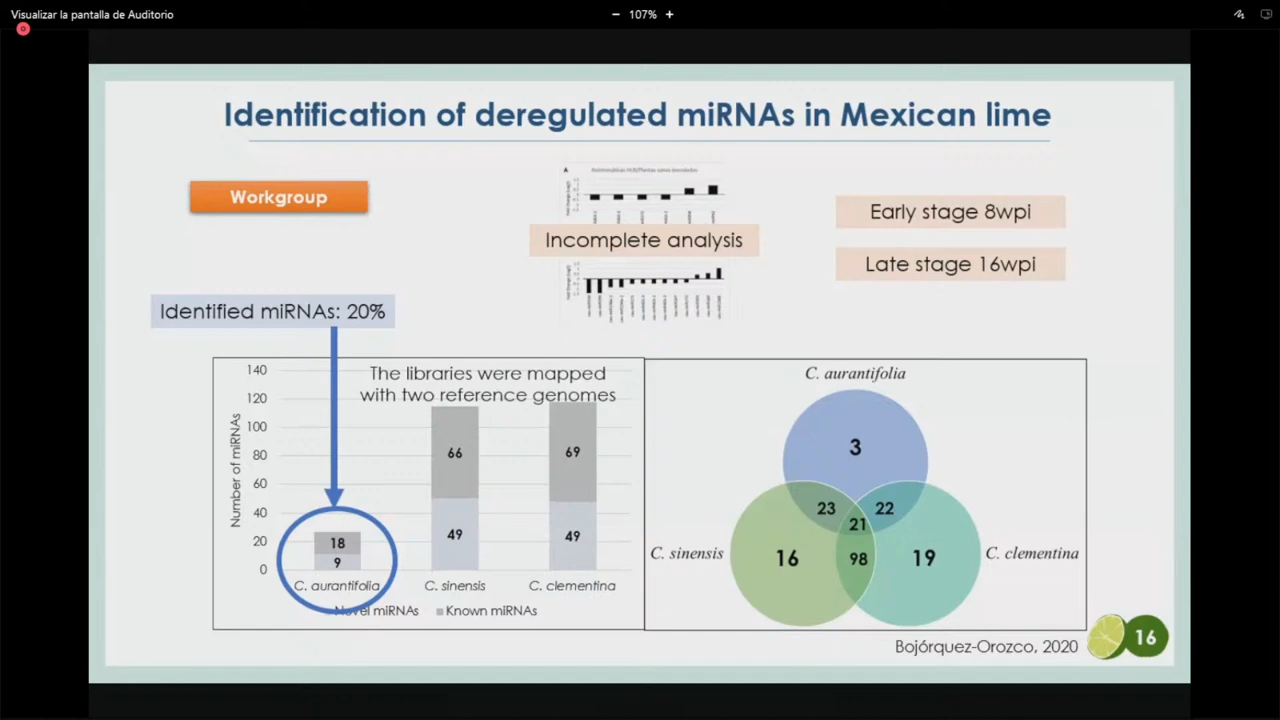 Visualizar la pantalla de Auditorio
− 107% +
Identification of deregulated miRNAs in Mexican lime
Workgroup
A
Incomplete analysis
Early stage 8wpi
Late stage 16wpi
Identified miRNAs: 20%
The libraries were mapped
with two reference genomes
Number of miRNAs
140
120
100
80
60
40
20
0
18
9
66
49
69
49
C. aurantifolia
C. sinensis
C. clementina
Novel miRNAs
Known miRNAs
C. aurantifolia
3
23
22
21
C. sinensis
16
98
19
C. clementina
Bojórquez-Orozco, 2020
16